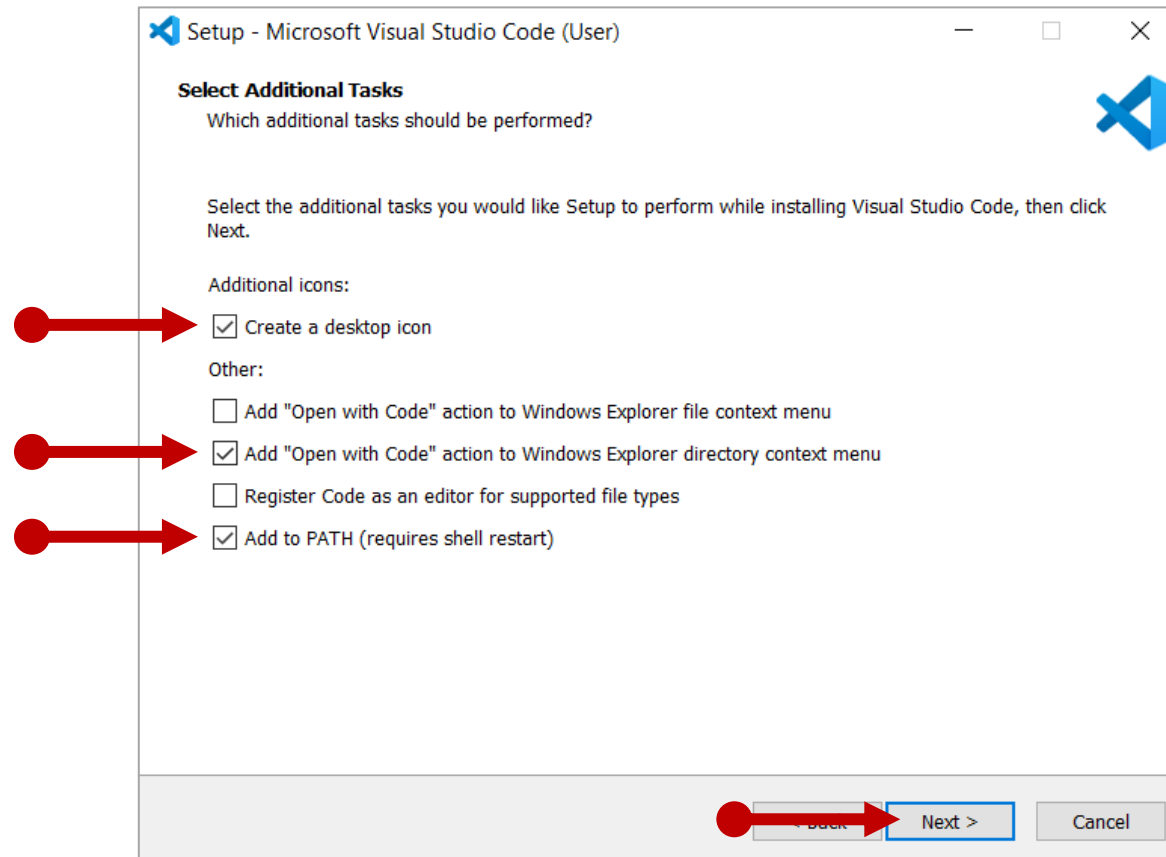 Setup - Microsoft Visual Studio Code (User)
Select Additional Tasks
Which additional tasks should be performed?
Select the additional tasks you would like Setup to perform while installing Visual Studio Code, then click
Next.
Additional icons:
Create a desktop icon
Other:
Add "Open with Code" action to Windows Explorer file context menu
Add "Open with Code" action to Windows Explorer directory context menu
Register Code as an editor for supported file types
Add to PATH (requires shell restart)
< Back Next > Cancel